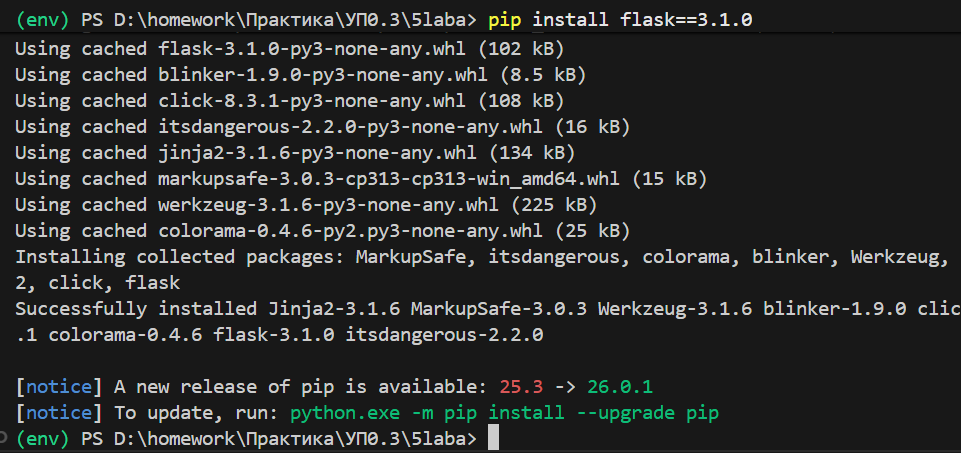 (env) PS D:\homework\Практика\УП0.3\5laba> pip install flask==3.1.0
Using cached flask-3.1.0-py3-none-any.whl (102 kB)
Using cached blinker-1.9.0-py3-none-any.whl (8.5 kB)
Using cached click-8.3.1-py3-none-any.whl (108 kB)
Using cached itsdangerous-2.2.0-py3-none-any.whl (16 kB)
Using cached jinja2-3.1.6-py3-none-any.whl (134 kB)
Using cached markupsafe-3.0.3-cp313-cp313-win_amd64.whl (15 kB)
Using cached werkzeug-3.1.6-py3-none-any.whl (225 kB)
Using cached colorama-0.4.6-py2.py3-none-any.whl (25 kB)
Installing collected packages: MarkupSafe, itsdangerous, colorama, blinker, Werkzeug,
2, click, flask
Successfully installed Jinja2-3.1.6 MarkupSafe-3.0.3 Werkzeug-3.1.6 blinker-1.9.0 clic
.1 colorama-0.4.6 flask-3.1.0 itsdangerous-2.2.0
[notice] A new release of pip is available: 25.3 -> 26.0.1
[notice] To update, run: python.exe -m pip install --upgrade pip
(env) PS D:\homework\Практика\УП0.3\5laba>